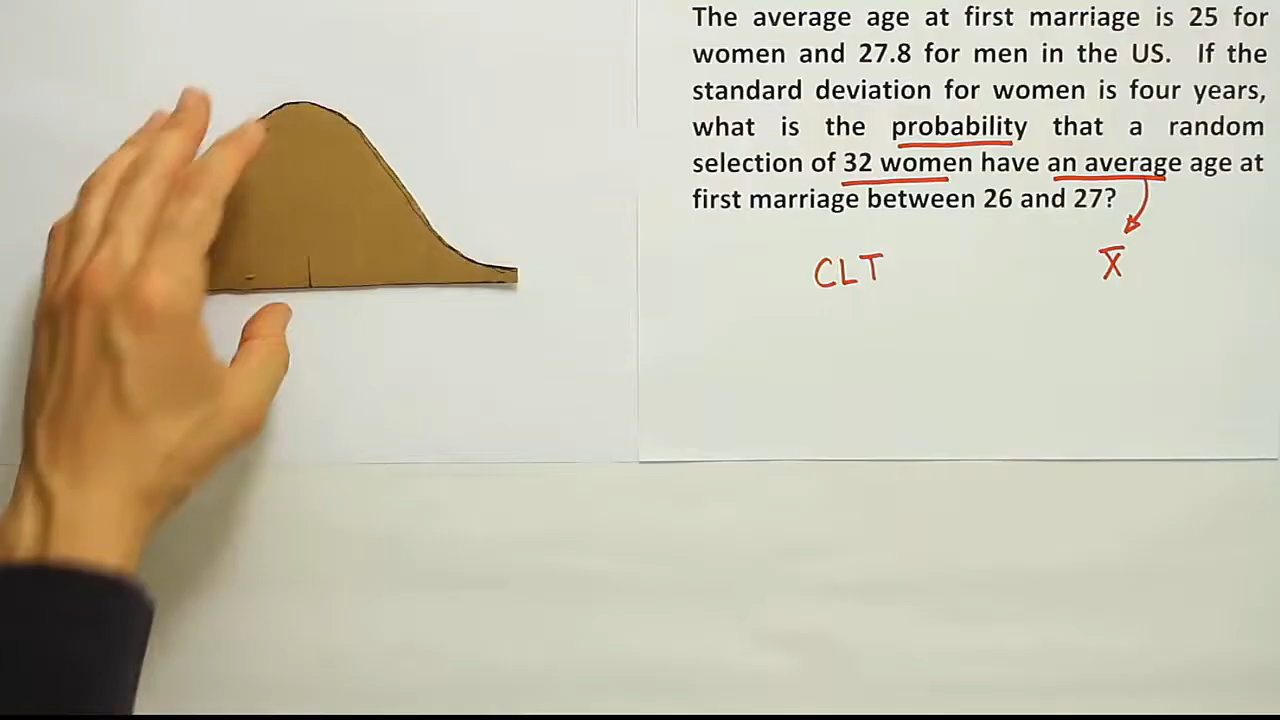 The average age at first marriage is 25 for
women and 27.8 for men in the US. If the
standard deviation for women is four years,
what is the probability that a random
selection of 32 women have an average age at
first marriage between 26 and 27?
CLT
X̄